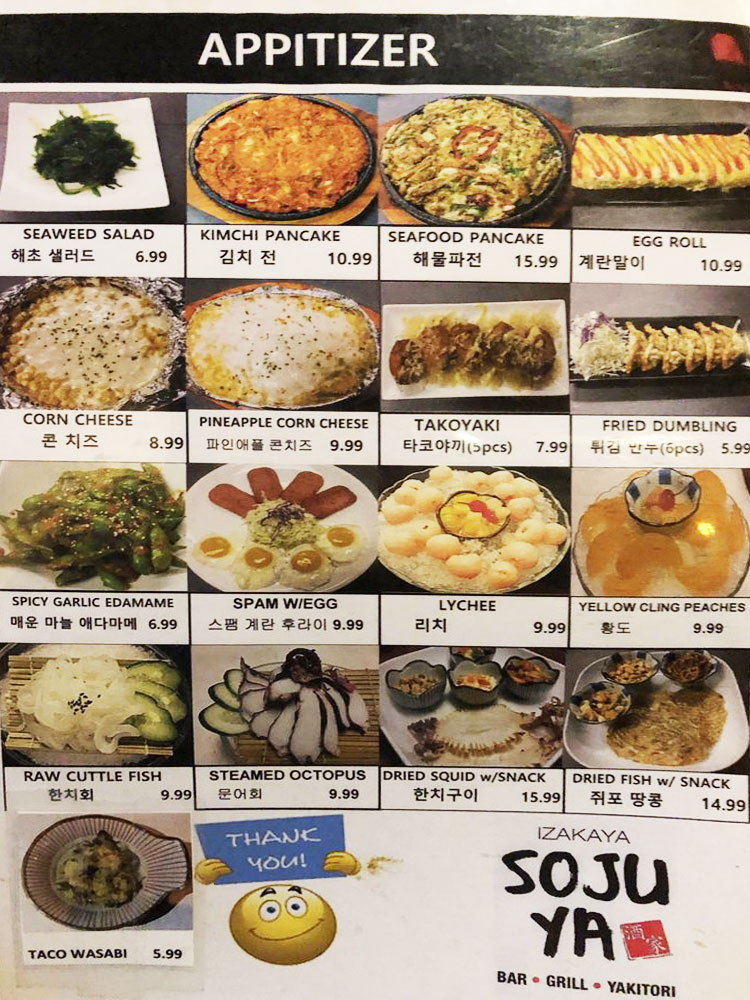 APPITIZER
SEAWEED SALAD
해초 샐러드 6.99
KIMCHI PANCAKE
김치 전 10.99
SEAFOOD PANCAKE
해물파전 15.99
EGG ROLL
계란말이 10.99
CORN CHEESE
콘 치즈 8.99
PINEAPPLE CORN CHEESE
파인애플 콘치즈 9.99
TAKOYAKI
타코야끼(5pcs) 7.99
FRIED DUMBLING
튀김 만두(6pcs) 5.99
SPICY GARLIC EDAMAME
매운 마늘 애다마메 6.99
SPAM W/EGG
스팸 계란 후라이 9.99
LYCHEE
리치 9.99
YELLOW CLING PEACHES
황도 9.99
RAW CUTTLE FISH
한치회 9.99
STEAMED OCTOPUS
문어회 9.99
DRIED SQUID w/SNACK
한치구이 15.99
DRIED FISH w/ SNACK
쥐포 땅콩 14.99
TACO WASABI 5.99
THANK
YOU!
IZAKAYA
SOJU
YA 酒家
BAR • GRILL • YAKITORI